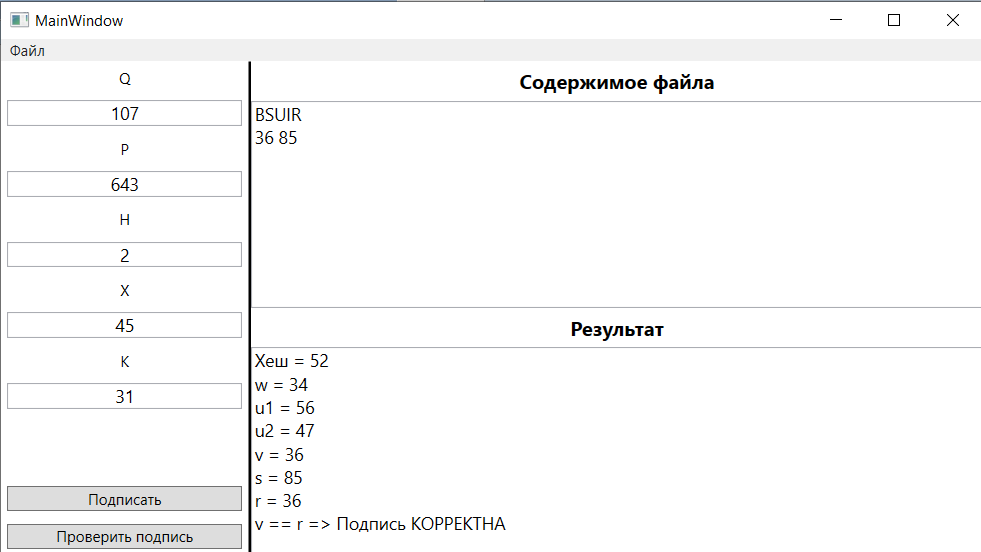 MainWindow
Файл
Q
107
P
643
H
2
X
45
K
31
Подписать
Проверить подпись
Содержимое файла
BSUIR
36 85
Результат
Хеш = 52
w = 34
u1 = 56
u2 = 47
v = 36
s = 85
r = 36
v == r => Подпись КОРРЕКТНА